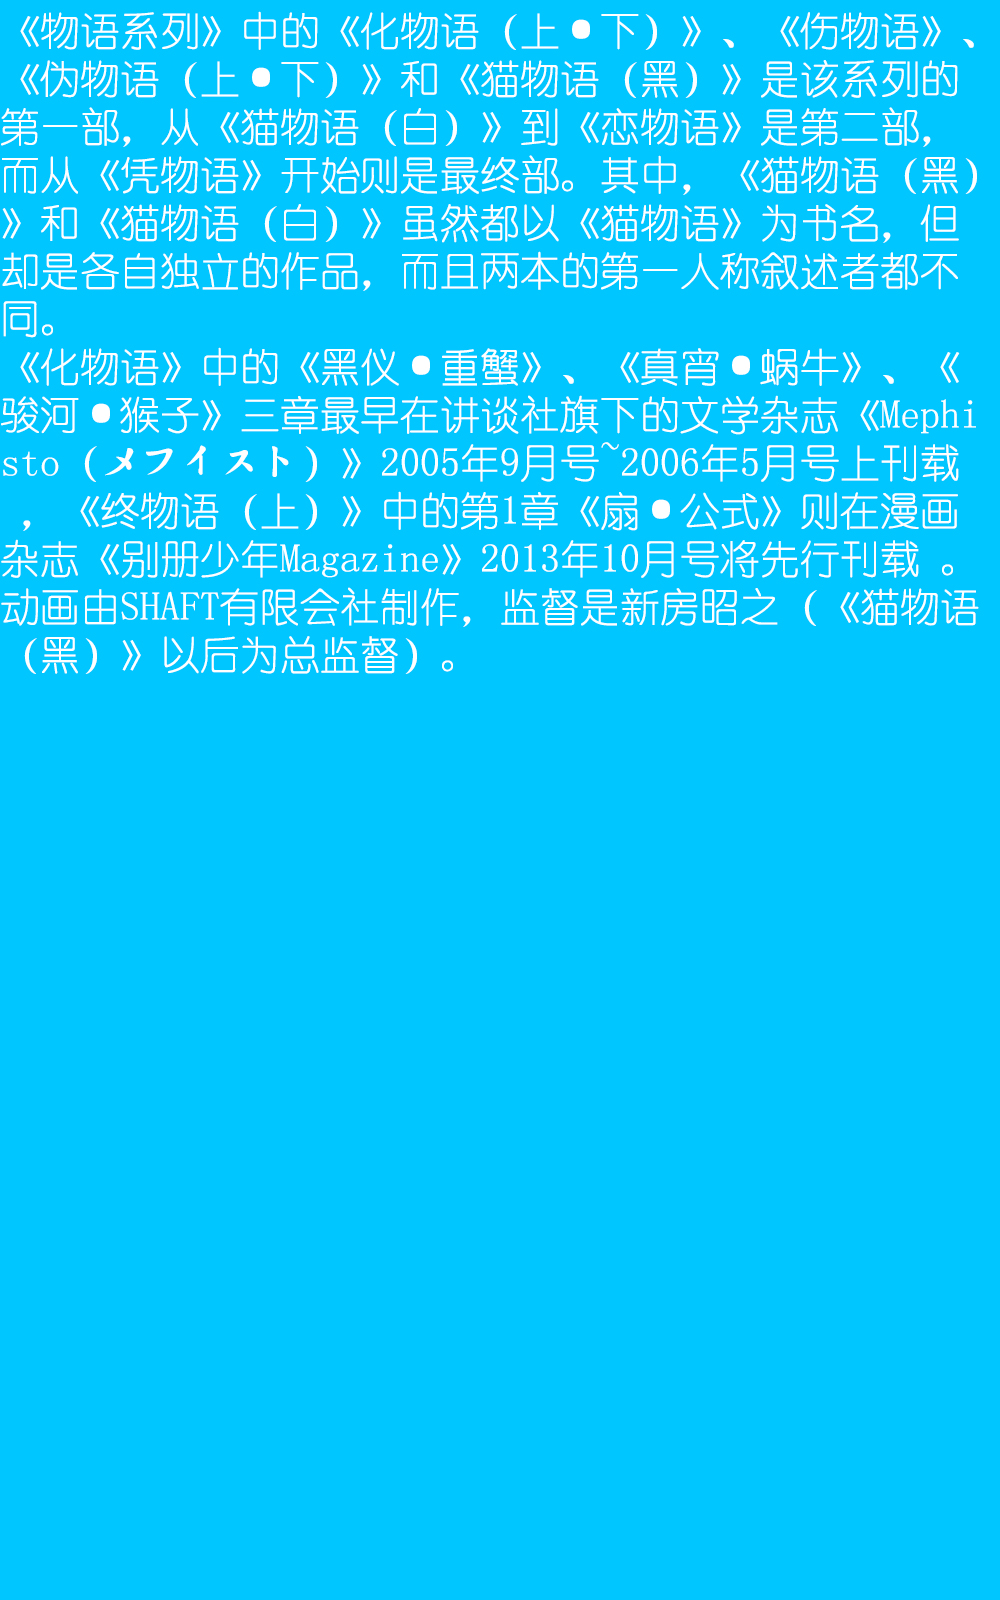 《物语系列》中的《化物语（上•下）》、《伤物语》、
《伪物语（上•下）》和《猫物语（黑）》是该系列的
第一部，从《猫物语（白）》到《恋物语》是第二部，
而从《凭物语》开始则是最终部。其中，《猫物语（黑）
》和《猫物语（白）》虽然都以《猫物语》为书名，但
却是各自独立的作品，而且两本的第一人称叙述者都不
同。
《化物语》中的《黑仪•重蟹》、《真宵•蜗牛》、《
骏河•猴子》三章最早在讲谈社旗下的文学杂志《Mephi
sto（メフィスト）》2005年9月号~2006年5月号上刊载
，《终物语（上）》中的第1章《扇•公式》则在漫画
杂志《别册少年Magazine》2013年10月号将先行刊载 。
动画由SHAFT有限会社制作，监督是新房昭之（《猫物语
（黑）》以后为总监督）。